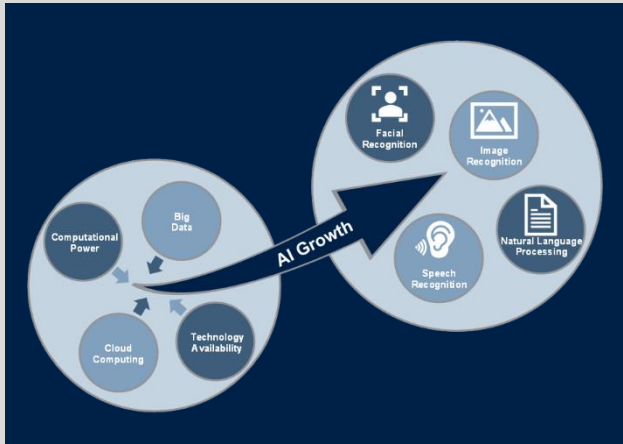 Computational
Power
Big
Data
Cloud
Computing
Technology
Availability
AI Growth
Facial
Recognition
Image
Recognition
Speech
Recognition
Natural Language
Processing